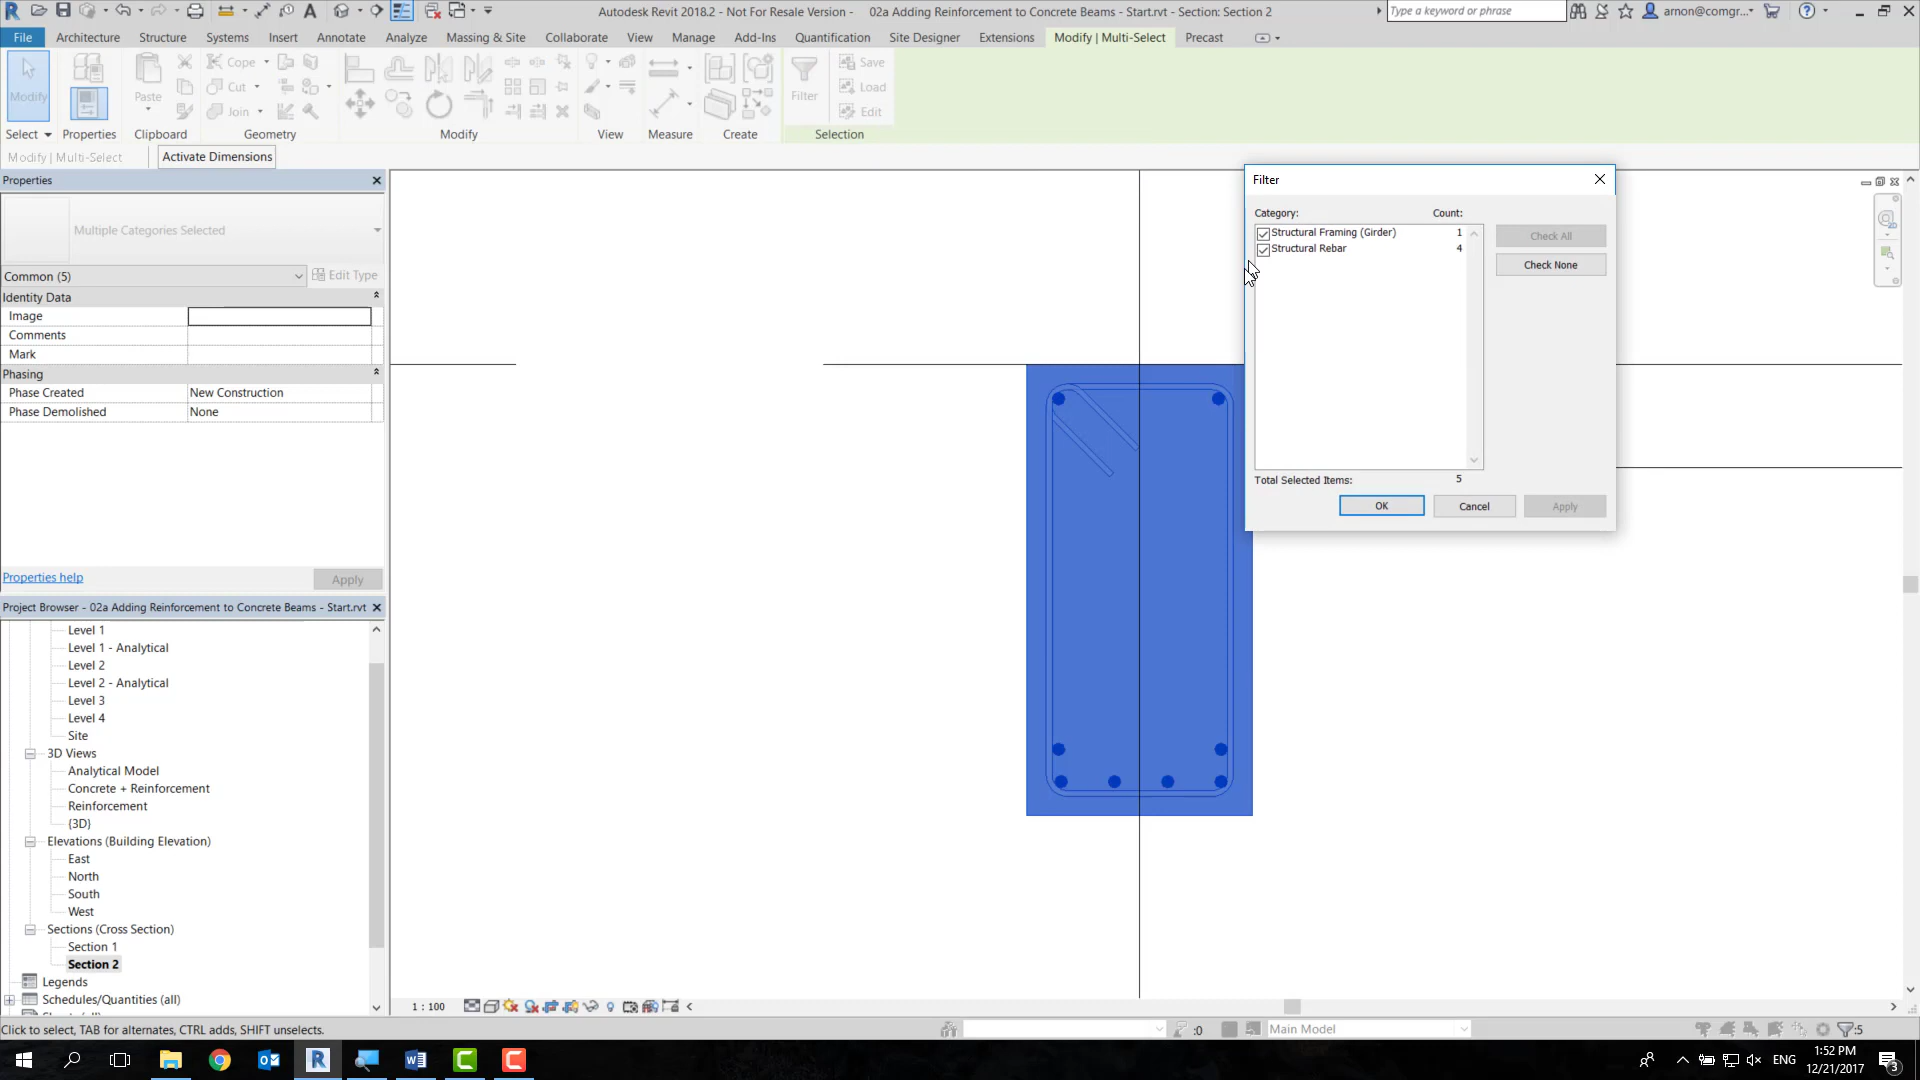 Autodesk Revit 2018.2 - Not For Resale Version - 02a Adding Reinforcement to Concrete Beams - Start.rvt - Section: Section 2
Type a keyword or phrase
arnon@comgr...
File Architecture Structure Systems Insert Annotate Analyze Massing & Site Collaborate View Manage Add-Ins Quantification Site Designer Extensions Modify | Multi-Select Precast
Cope
Save
Cut
Load
Modify
Paste
Filter
Join
Edit
Select Properties Clipboard Geometry Modify View Measure Create Selection
Modify | Multi-Select
Activate Dimensions
Properties
Multiple Categories Selected
Common (5)
Edit Type
Identity Data
Image
Comments
Mark
Phasing
Phase Created New Construction
Phase Demolished None
Properties help
Apply
Project Browser - 02a Adding Reinforcement to Concrete Beams - Start.rvt
Level 1
Level 1 - Analytical
Level 2
Level 2 - Analytical
Level 3
Level 4
Site
3D Views
Analytical Model
Concrete + Reinforcement
Reinforcement
{3D}
Elevations (Building Elevation)
East
North
South
West
Sections (Cross Section)
Section 1
Section 2
Legends
Schedules/Quantities (all)
Filter
Category: Count:
Structural Framing (Girder) 1
Structural Rebar 4
Check All
Check None
Total Selected Items: 5
OK Cancel Apply
1 : 100
Click to select, TAB for alternates, CTRL adds, SHIFT unselects.
:0
Main Model
:5
ENG
1:52 PM
12/21/2017
3